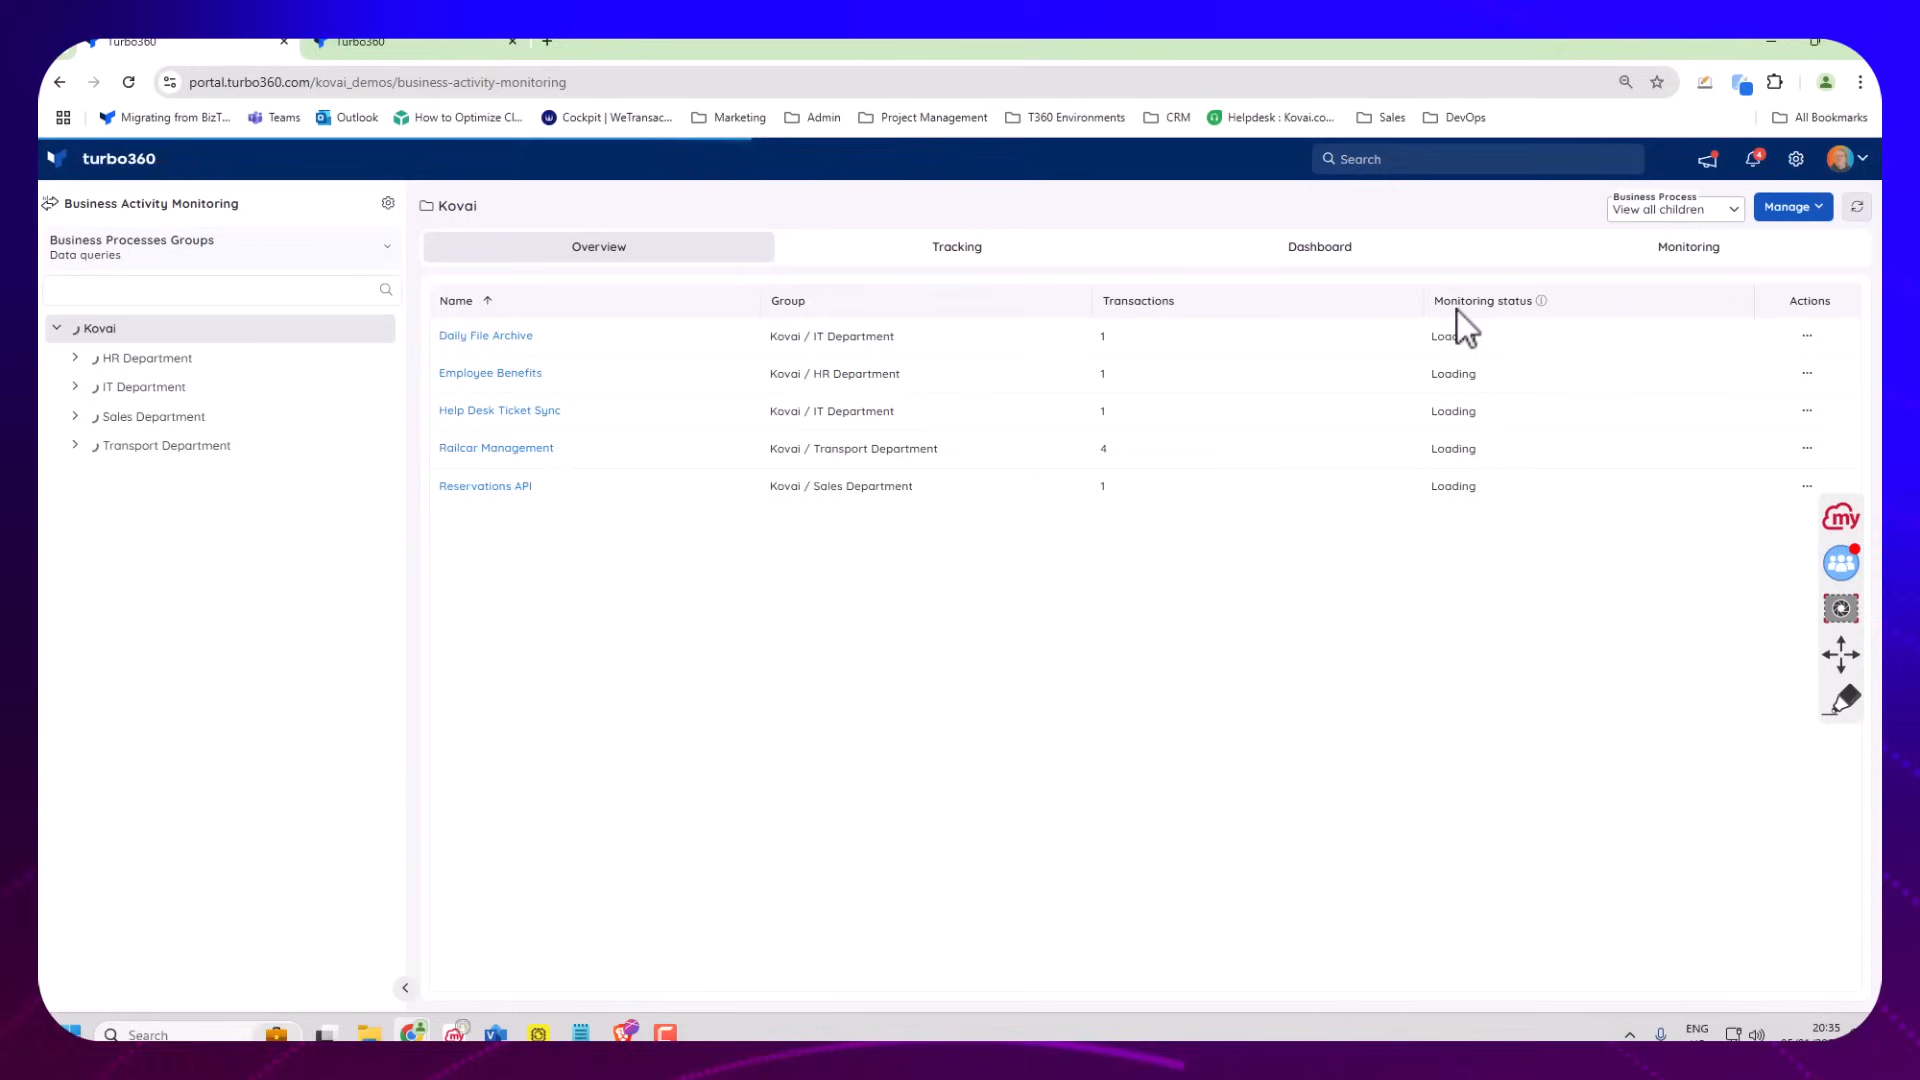 Turbo360
Turbo360
portal.turbo360.com/kovai_demos/business-activity-monitoring
Migrating from BizT... Teams Outlook How to Optimize Cl... Cockpit | WeTransac... Marketing Admin Project Management T360 Environments CRM Helpdesk : Kovai.co... Sales DevOps All Bookmarks
turbo360
Search
4
Business Activity Monitoring
Business Processes Groups
Data queries
Kovai
HR Department
IT Department
Sales Department
Transport Department
Kovai
Business Process
View all children
Manage
Overview Tracking Dashboard Monitoring
Name Group Transactions Monitoring status Actions
Daily File Archive Kovai / IT Department 1
Employee Benefits Kovai / HR Department 1 Loading
Help Desk Ticket Sync Kovai / IT Department 1 Loading
Railcar Management Kovai / Transport Department 4 Loading
Reservations API Kovai / Sales Department 1 Loading
my
Search
my
ENG
20:35